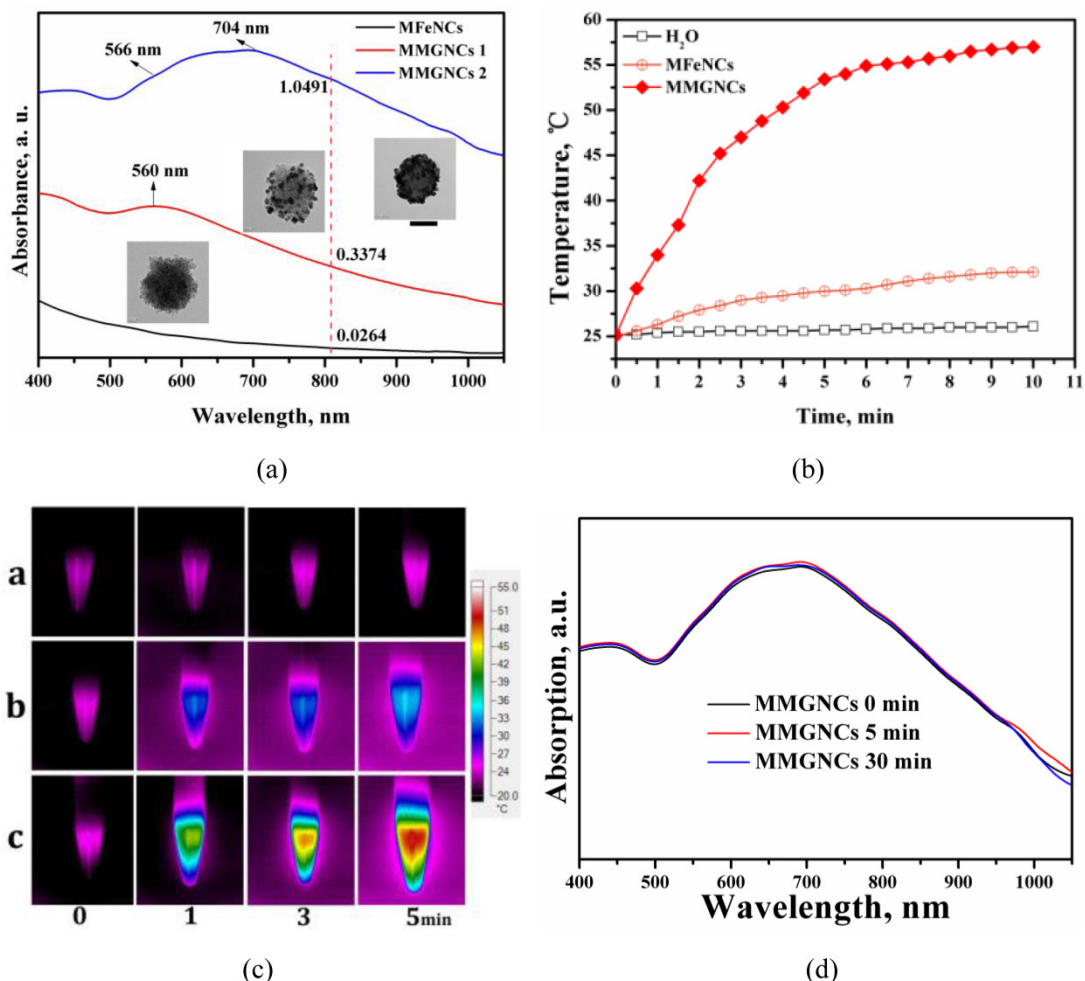 566 nm
704 nm
MFeNCs
MMGNCs 1
MMGNCs 2
1.0491
560 nm
0.3374
0.0264
Absorbance, a. u.
400 500 600 700 800 900 1000
Wavelength, nm
(a)
60
55
50
45
40
35
30
25
H₂O
MFeNCs
MMGNCs
Temperature, ℃
0 1 2 3 4 5 6 7 8 9 10 11
Time, min
(b)
a
b
c
55.0
51
48
45
42
39
36
33
30
27
24
20.0
°C
0 1 3 5min
(c)
Absorption, a.u.
MMGNCs 0 min
MMGNCs 5 min
MMGNCs 30 min
400 500 600 700 800 900 1000
Wavelength, nm
(d)